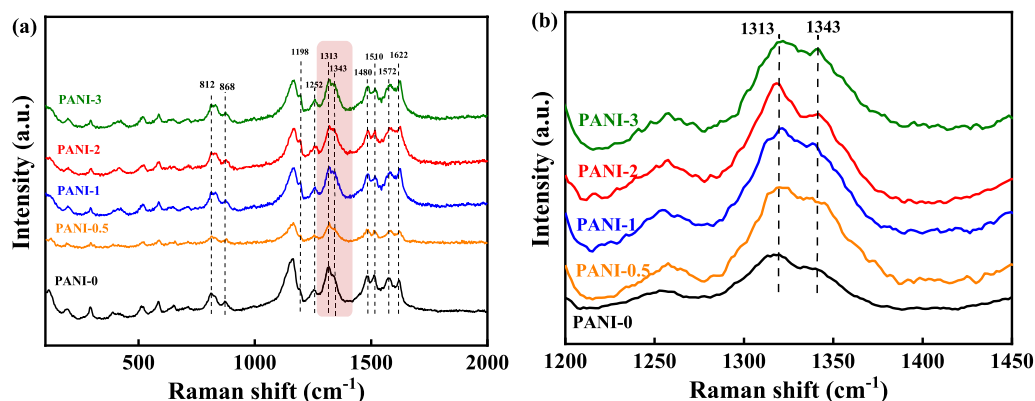 (a)
Intensity (a.u.)
PANI-3
PANI-2
PANI-1
PANI-0.5
PANI-0
812
868
1198
1252
1313
1343
1480
1510
1572
1622
500
1000
1500
2000
Raman shift (cm-1)
(b)
Intensity (a.u.)
1313
1343
PANI-3
PANI-2
PANI-1
PANI-0.5
PANI-0
1200
1250
1300
1350
1400
1450
Raman shift (cm-1)